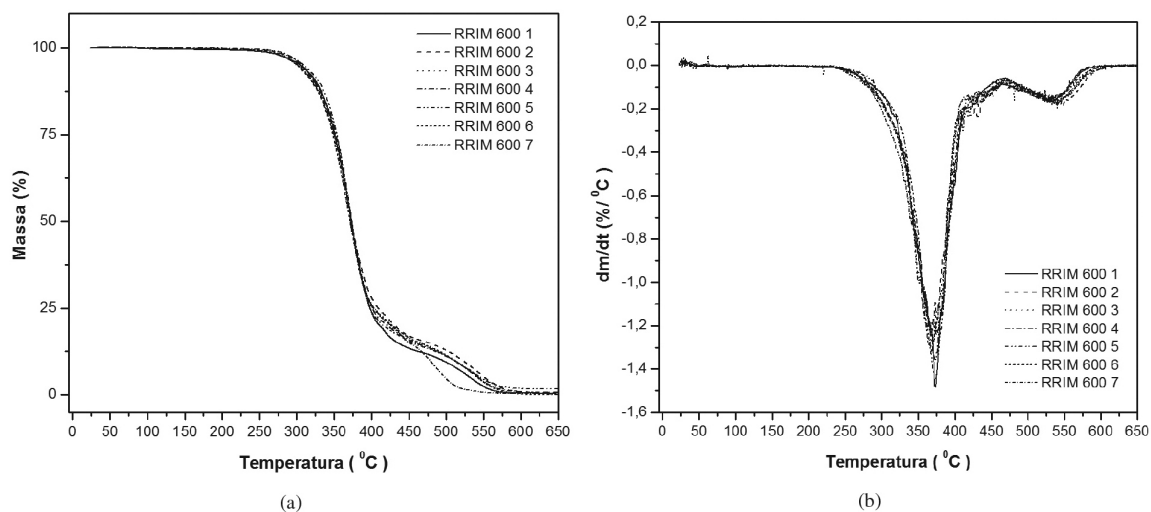 100
75
50
25
0
Massa (%)
RRIM 600 1
RRIM 600 2
RRIM 600 3
RRIM 600 4
RRIM 600 5
RRIM 600 6
RRIM 600 7
0 50 100 150 200 250 300 350 400 450 500 550 600 650
Temperatura ( ⁰C )
(a)
0,2
0,0
-0,2
-0,4
-0,6
-0,8
-1,0
-1,2
-1,4
-1,6
dm/dt (%/ ⁰C)
RRIM 600 1
RRIM 600 2
RRIM 600 3
RRIM 600 4
RRIM 600 5
RRIM 600 6
RRIM 600 7
0 50 100 150 200 250 300 350 400 450 500 550 600 650
Temperatura ( ⁰C )
(b)